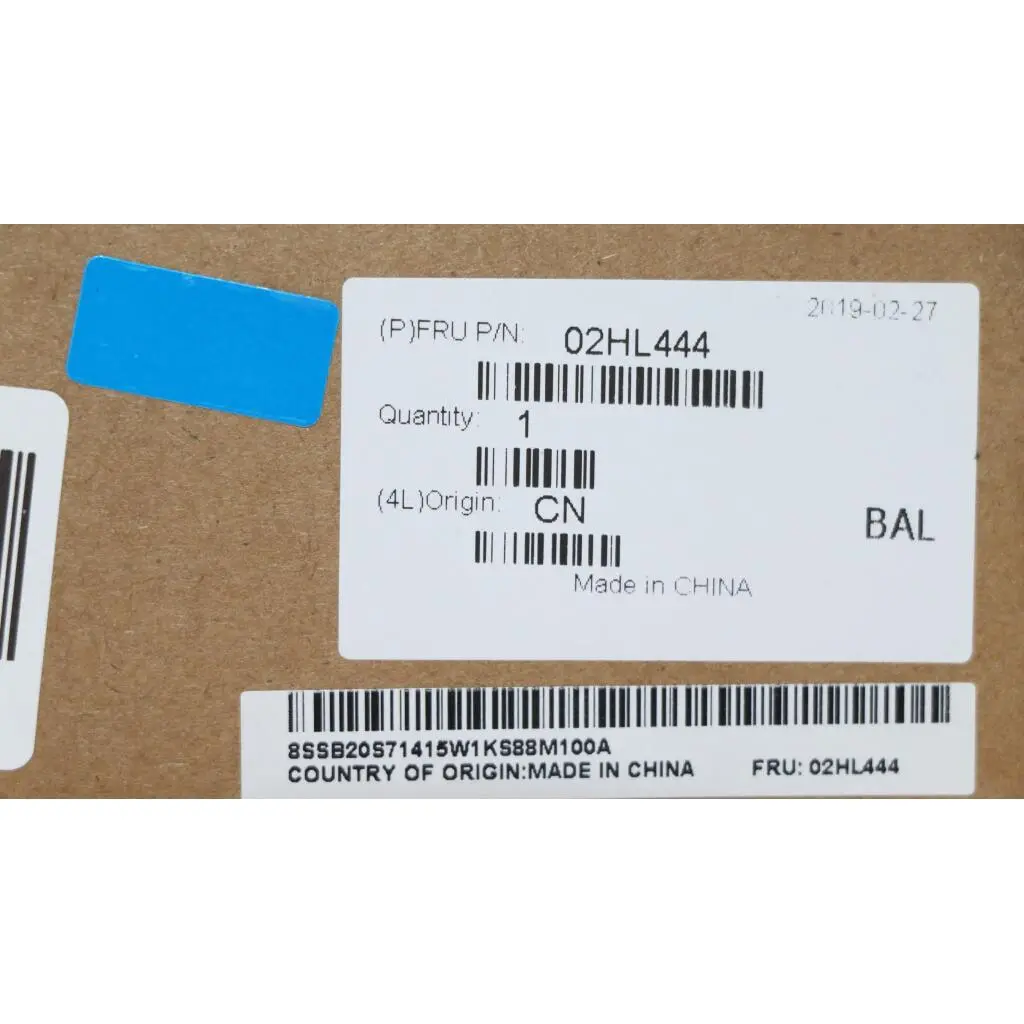 2019-02-27
(P)FRU P/N: 02HL444
Quantity: 1
(4L)Origin: CN
BAL
Made in CHINA
8SSB20S71415W1KS88M100A
COUNTRY OF ORIGIN:MADE IN CHINA FRU: 02HL444